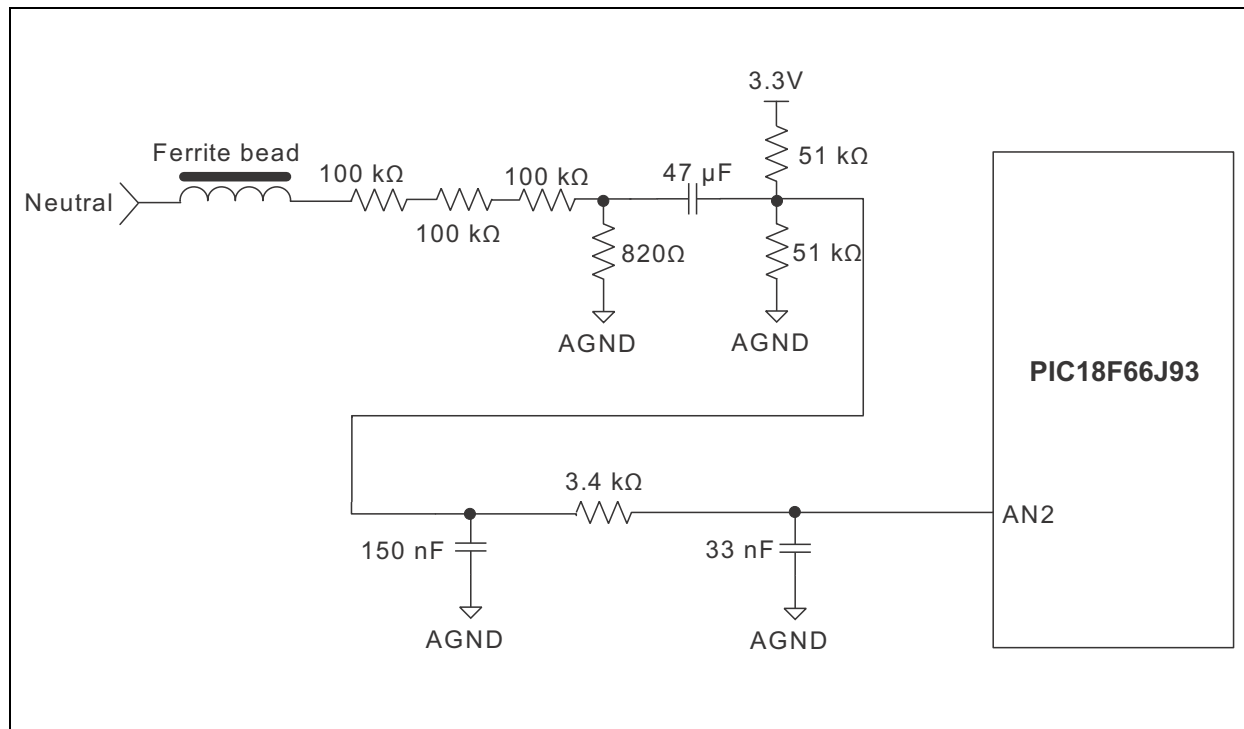 3.3V
Ferrite bead
51 kΩ
100 kΩ
100 kΩ
47 µF
Neutral
100 kΩ
820Ω
51 kΩ
AGND
AGND
PIC18F66J93
3.4 kΩ
AN2
150 nF
33 nF
AGND
AGND